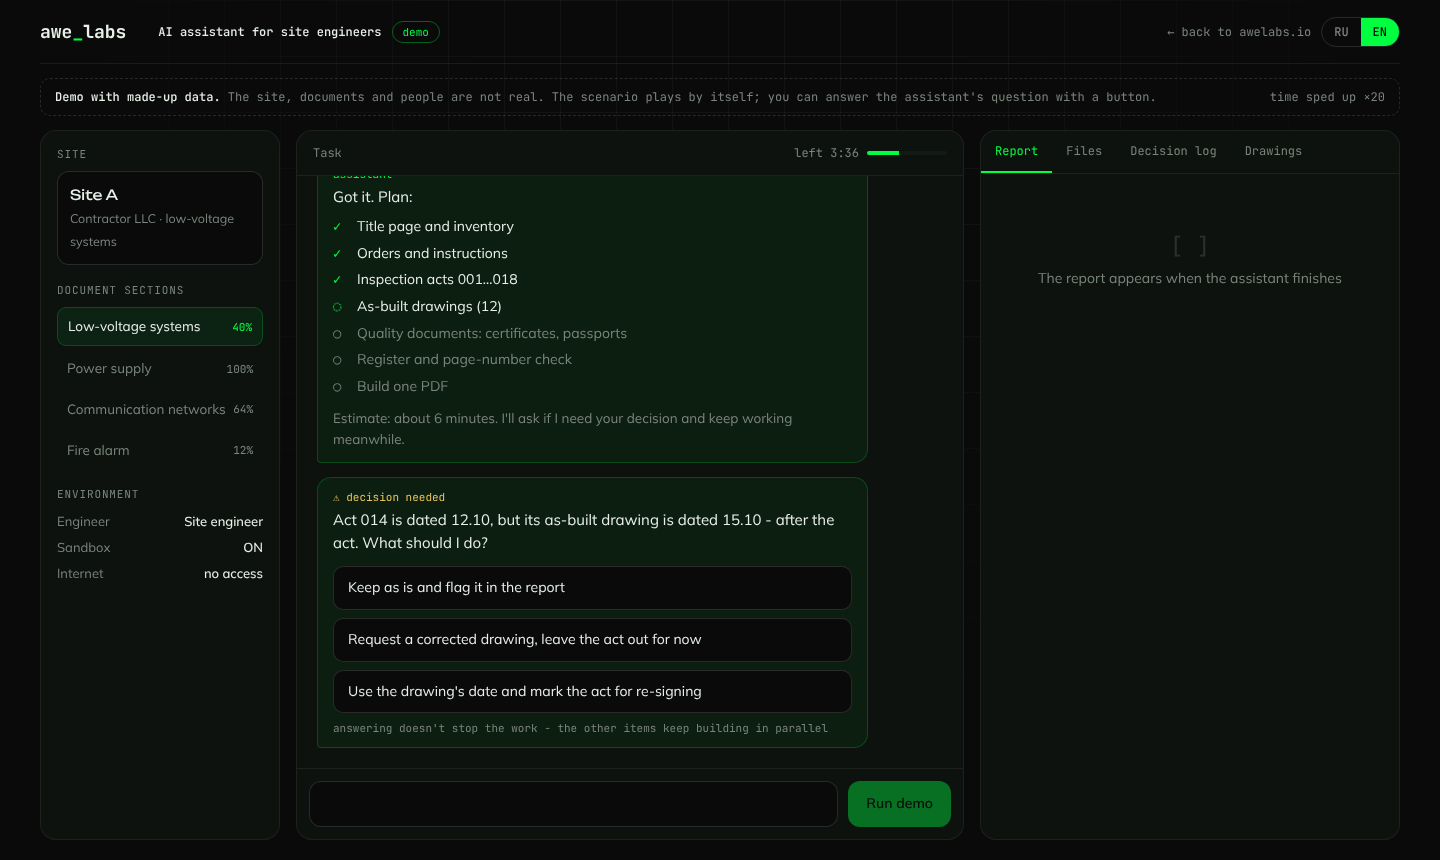 awe_labs
AI assistant for site engineers
demo
← back to awelabs.io
RU
EN
Demo with made-up data. The site, documents and people are not real. The scenario plays by itself; you can answer the assistant's question with a button.
time sped up ×20
SITE
Site A
Contractor LLC · low-voltage
systems
DOCUMENT SECTIONS
Low-voltage systems 40%
Power supply 100%
Communication networks 64%
Fire alarm 12%
ENVIRONMENT
Engineer Site engineer
Sandbox ON
Internet no access
Task
left 3:36
assistant
Got it. Plan:
✓ Title page and inventory
✓ Orders and instructions
✓ Inspection acts 001…018
◌ As-built drawings (12)
○ Quality documents: certificates, passports
○ Register and page-number check
○ Build one PDF
Estimate: about 6 minutes. I'll ask if I need your decision and keep working
meanwhile.
⚠ decision needed
Act 014 is dated 12.10, but its as-built drawing is dated 15.10 - after the
act. What should I do?
Keep as is and flag it in the report
Request a corrected drawing, leave the act out for now
Use the drawing's date and mark the act for re-signing
answering doesn't stop the work - the other items keep building in parallel
Run demo
Report
Files
Decision log
Drawings
[ ]
The report appears when the assistant finishes